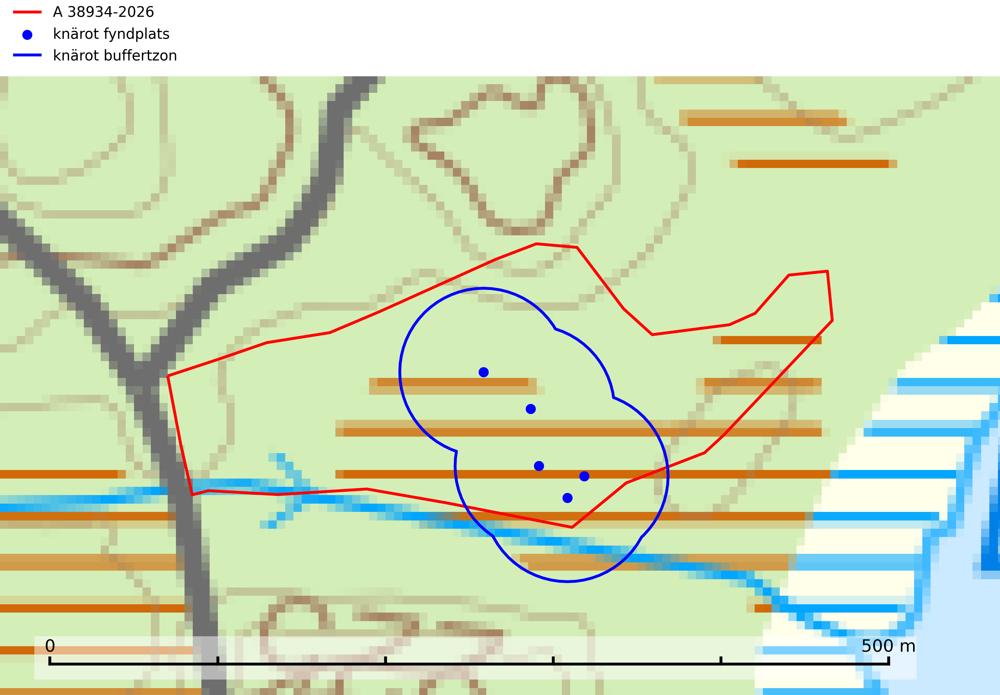 A 38934-2026
knärot fyndplats
knärot buffertzon
0 500 m